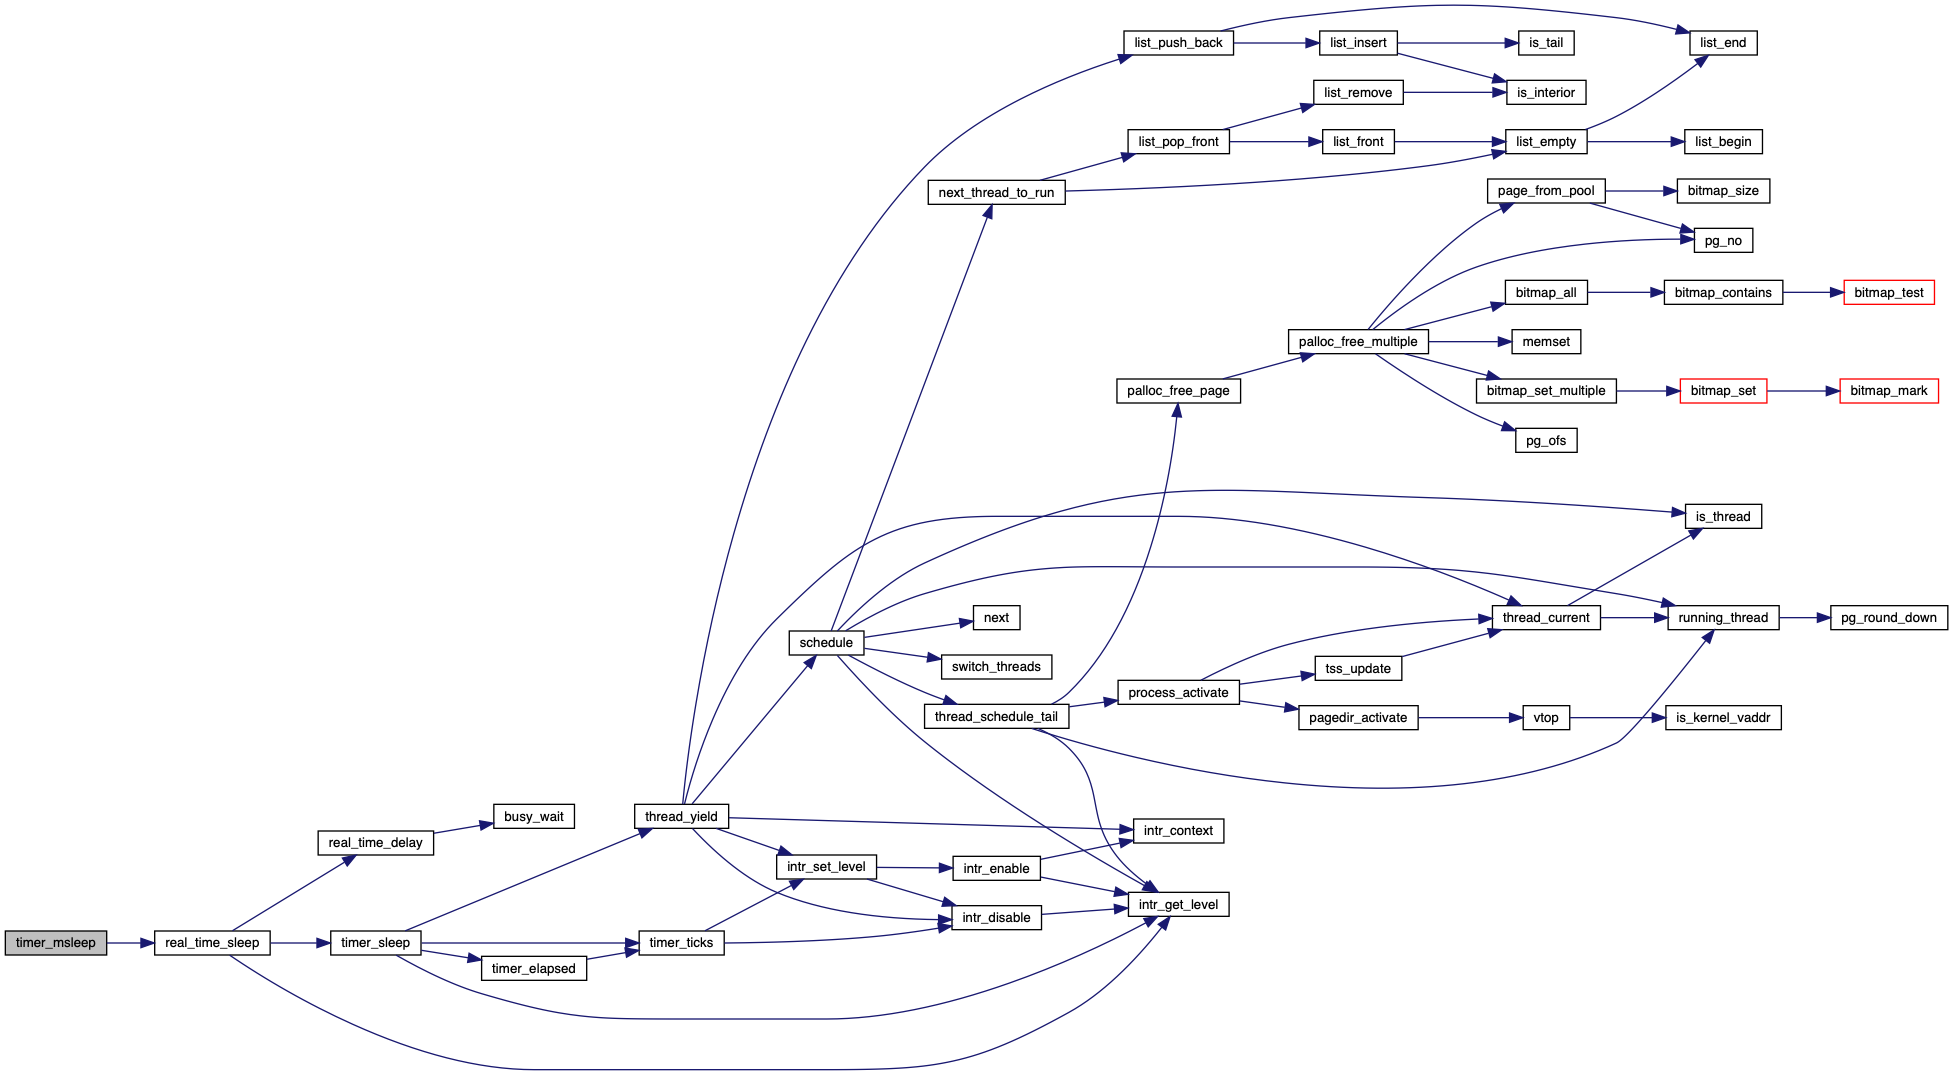 list_push_back
list_insert
is_tail
list_end
list_remove
is_interior
list_pop_front
list_front
list_empty
list_begin
next_thread_to_run
page_from_pool
bitmap_size
pg_no
bitmap_all
bitmap_contains
bitmap_test
palloc_free_multiple
memset
palloc_free_page
bitmap_set_multiple
bitmap_set
bitmap_mark
pg_ofs
is_thread
next
thread_current
running_thread
pg_round_down
schedule
switch_threads
tss_update
process_activate
thread_schedule_tail
pagedir_activate
vtop
is_kernel_vaddr
busy_wait
thread_yield
intr_context
real_time_delay
intr_set_level
intr_enable
intr_get_level
intr_disable
timer_msleep
real_time_sleep
timer_sleep
timer_ticks
timer_elapsed